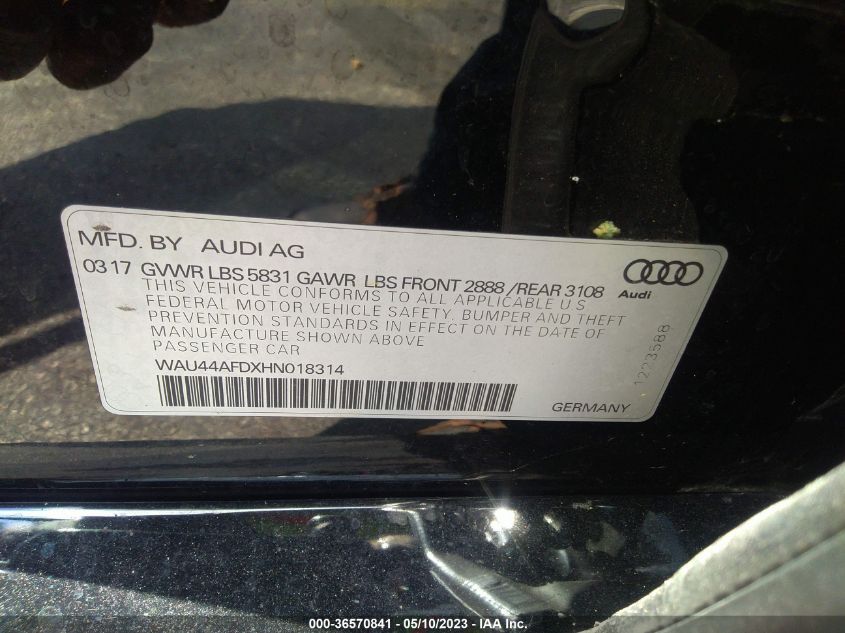 MFD. BY AUDI AG
03 17 GVWR LBS 5831 GAWR LBS FRONT 2888 /REAR 3108
THIS VEHICLE CONFORMS TO ALL APPLICABLE U S
FEDERAL MOTOR VEHICLE SAFETY, BUMPER AND THEFT
PREVENTION STANDARDS IN EFFECT ON THE DATE OF
MANUFACTURE SHOWN ABOVE
PASSENGER CAR
WAU44AFDXHN018314
Audi
1223588
GERMANY
000-36570841 - 05/10/2023 - IAA Inc.